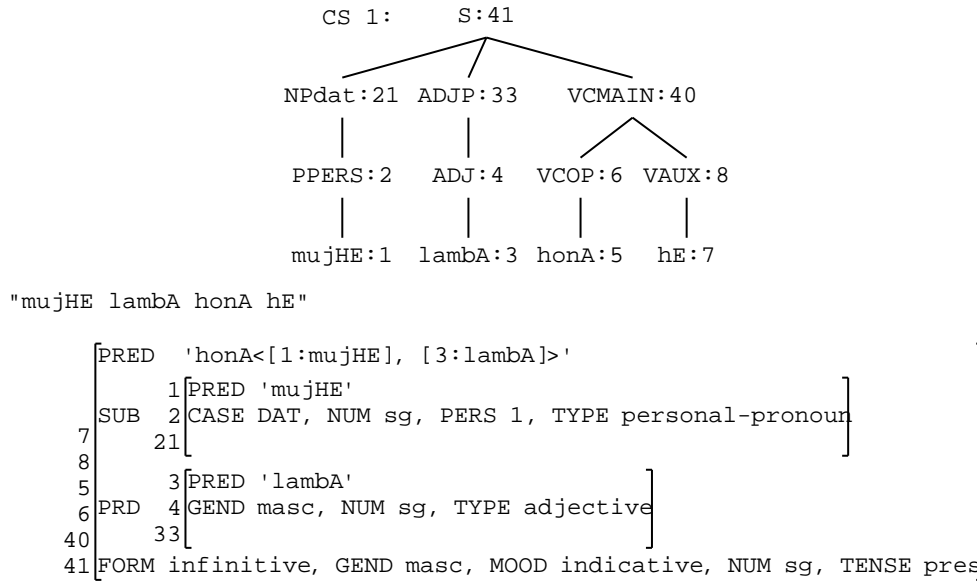 CS 1: S:41
NPdat:21 ADJP:33 VCMAIN:40
PPERS:2 ADJ:4 VCOP:6 VAUX:8
mujHE:1 lambA:3 honA:5 hE:7
"mujHE lambA honA hE"
PRED 'honA<[1:mujHE], [3:lambA]>'
1 PRED 'mujHE'
SUB 2 CASE DAT, NUM sg, PERS 1, TYPE personal-pronoun
7
21
8
5 3 PRED 'lambA'
6 PRD 4 GEND masc, NUM sg, TYPE adjective
40 33
41 FORM infinitive, GEND masc, MOOD indicative, NUM sg, TENSE pres